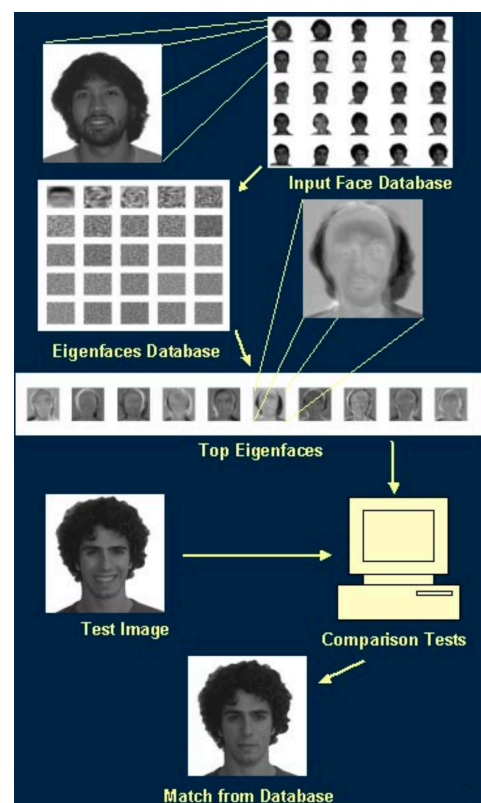 Input Face Database
Eigenfaces Database
Top Eigenfaces
Test Image
Comparison Tests
Match from Database